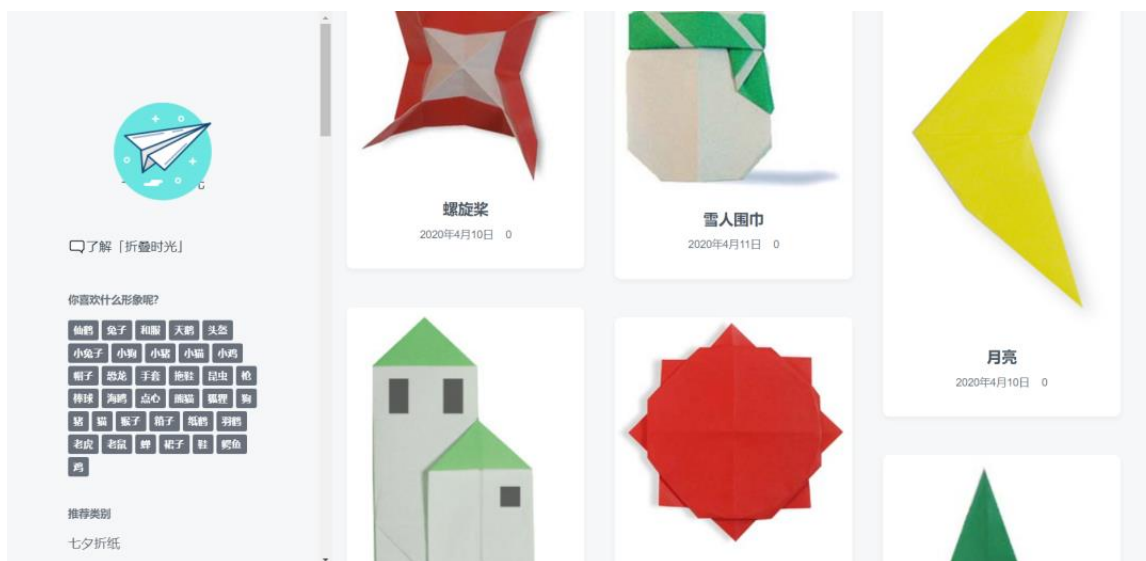 了解「折叠时光」
你喜欢什么形象呢?
仙鹤 兔子 和服 天鹅 头盔
小兔子 小狗 小猪 小猫 小鸡
帽子 恐龙 手套 拖鞋 昆虫 枪
棒球 海鸥 点心 熊猫 狐狸 狗
猪 猫 猴子 箱子 纸鹤 羽鹤
老虎 老鼠 蝉 裙子 鞋 鳄鱼
鸡
推荐类别
七夕折纸
螺旋桨
2020年4月10日 0
雪人围巾
2020年4月11日 0
月亮
2020年4月10日 0